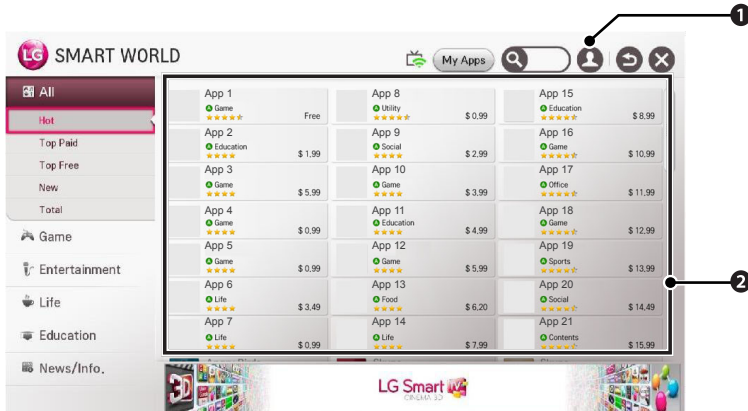 1
LG SMART WORLD
My Apps
All
Hot
Top Paid
Top Free
New
Total
Game
Entertainment
Life
Education
News/Info.
App 1
A Game
Free
App 8
A Utility
$ 0.99
App 15
A Education
$ 8.99
App 2
A Education
$ 1.99
App 9
A Social
$ 2.99
App 16
A Game
$ 10.99
App 3
A Game
$ 5.99
App 10
A Game
$ 3.99
App 17
A Office
$ 11.99
App 4
A Game
$ 0.99
App 11
A Education
$ 4.99
App 18
A Game
$ 12.99
App 5
A Game
$ 0.99
App 12
A Game
$ 5.99
App 19
A Sports
$ 13.99
App 6
A Life
$ 3.49
App 13
A Food
$ 6.20
App 20
A Social
$ 14.49
App 7
A Life
$ 0.99
App 14
A Life
$ 7.99
App 21
A Contents
$ 15.99
2
3D
LG Smart TV
CINEMA 3D